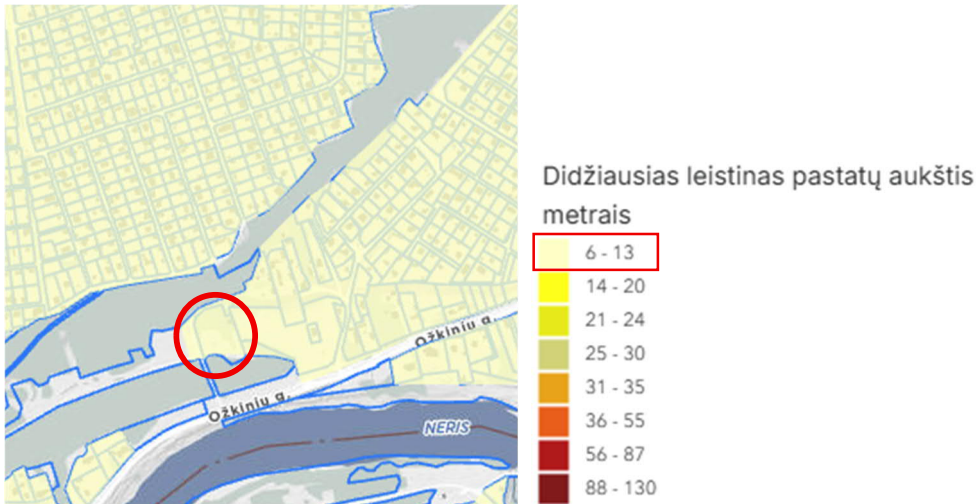 Ožkinių g.
Ožkinių g.
NERIS
Didžiausias leistinas pastatų aukštis
metrais
6 - 13
14 - 20
21 - 24
25 - 30
31 - 35
36 - 55
56 - 87
88 - 130